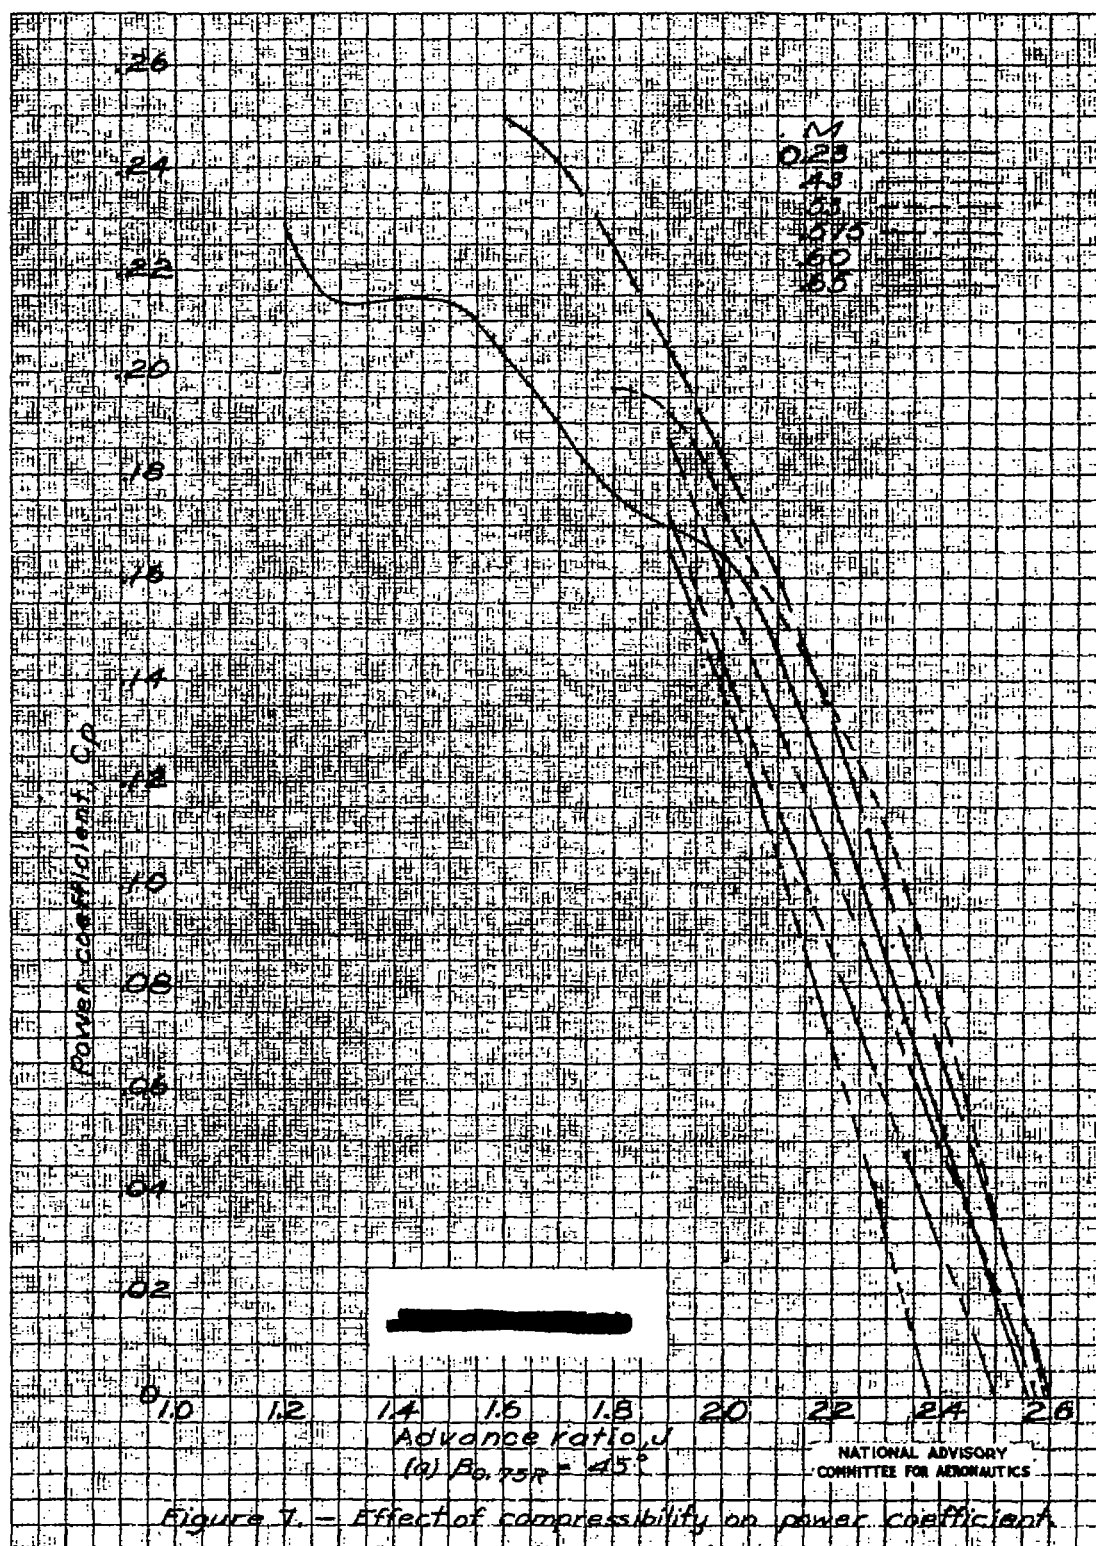 .26
M
0.23
.24
.43
.53
.575
.22
.60
.65
.20
.18
.16
.14
.12
.10
.08
.06
.04
.02
0
Power coefficient, Cp
1.0 1.2 1.4 1.6 1.8 2.0 2.2 2.4 2.6
Advance ratio, J
(a) β0.75R = 45°
NATIONAL ADVISORY
COMMITTEE FOR AERONAUTICS
Figure 7. — Effect of compressibility on power coefficient.